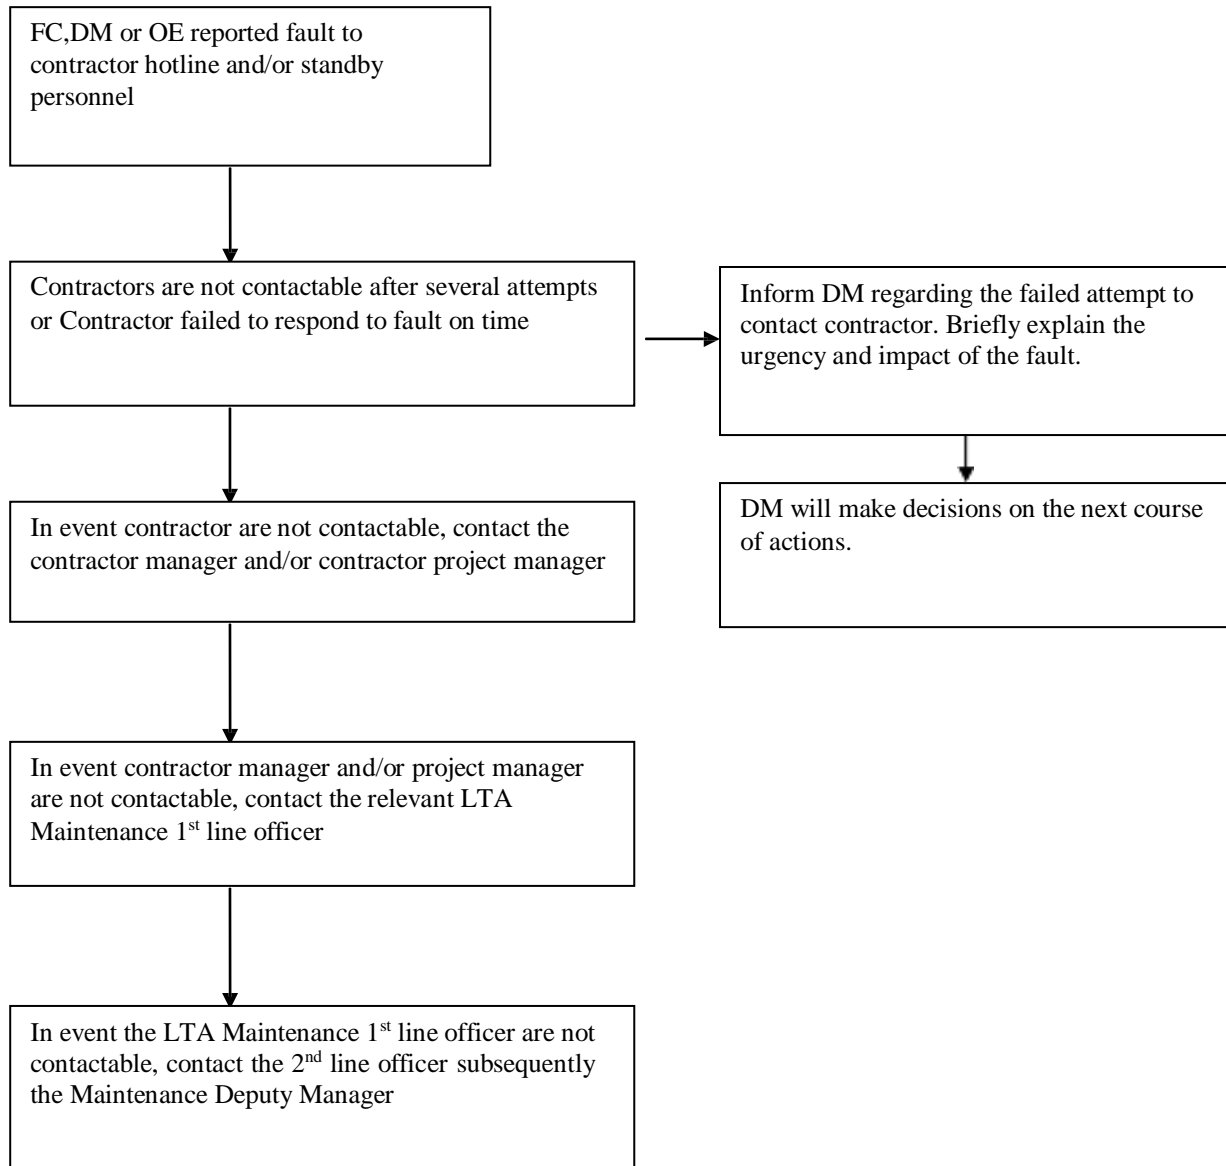 FC,DM or OE reported fault to
contractor hotline and/or standby
personnel
Contractors are not contactable after several attempts
or Contractor failed to respond to fault on time
Inform DM regarding the failed attempt to
contact contractor. Briefly explain the
urgency and impact of the fault.
DM will make decisions on the next course
of actions.
In event contractor are not contactable, contact the
contractor manager and/or contractor project manager
In event contractor manager and/or project manager
are not contactable, contact the relevant LTA
Maintenance 1st line officer
In event the LTA Maintenance 1st line officer are not
contactable, contact the 2nd line officer subsequently
the Maintenance Deputy Manager